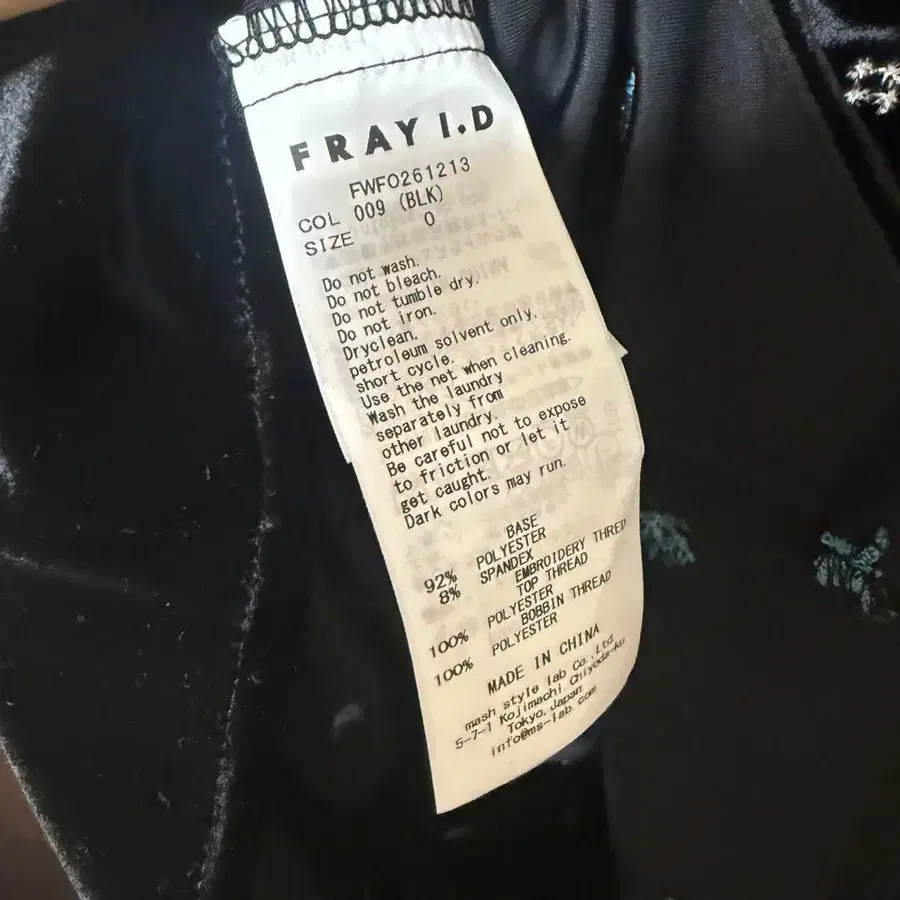 FRAY I.D
FWFO261213
COL 009 (BLK)
SIZE 0
Do not wash.
Do not bleach.
Do not tumble dry.
Do not iron.
Dryclean.
petroleum solvent only.
short cycle.
Use the net when cleaning.
Wash the laundry
separately from
other laundry.
Be careful not to expose
to friction or let it
get caught.
Dark colors may run.
BASE
92% POLYESTER
8% SPANDEX
EMBROIDERY THRED
TOP THREAD
100% POLYESTER
BOBBIN THREAD
100% POLYESTER
MADE IN CHINA
mash style lab Co.,Ltd
5-7-1 Kojimachi Chiyoda-ku
Tokyo, Japan
info@ms-lab.com